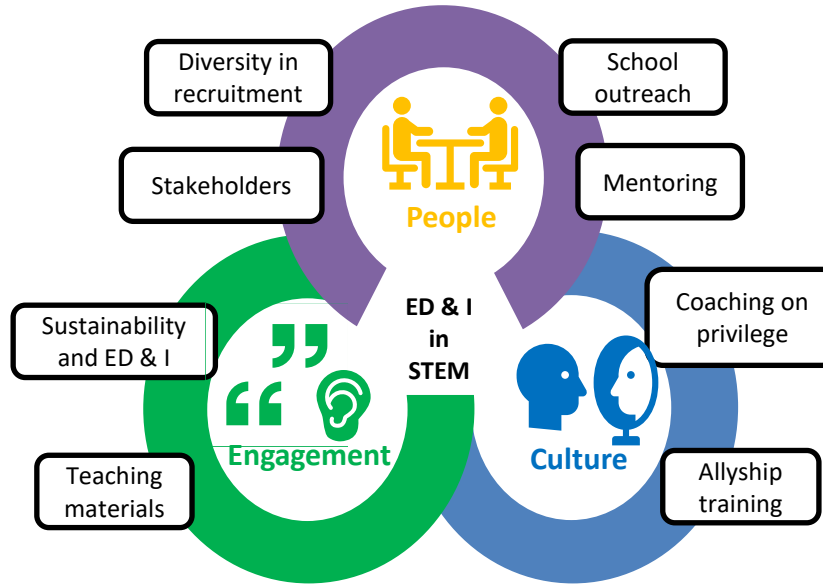 Diversity in
recruitment
School
outreach
Stakeholders
Mentoring
People
ED & I
in
STEM
Sustainability
and ED & I
Coaching on
privilege
Engagement
Culture
Teaching
materials
Allyship
training